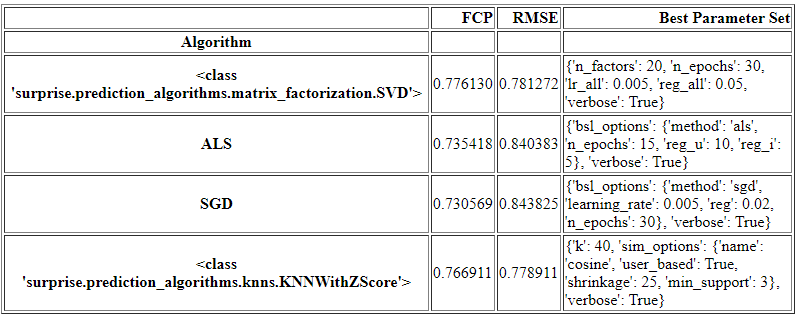 FCP RMSE Best Parameter Set
Algorithm
<class
'surprise.prediction_algorithms.matrix_factorization.SVD'>
0.776130 0.781272
{'n_factors': 20, 'n_epochs': 30,
'lr_all': 0.005, 'reg_all': 0.05,
'verbose': True}
ALS
0.735418 0.840383
{'bsl_options': {'method': 'als',
'n_epochs': 15, 'reg_u': 10, 'reg_i':
5}, 'verbose': True}
SGD
0.730569 0.843825
{'bsl_options': {'method': 'sgd',
'learning_rate': 0.005, 'reg': 0.02,
'n_epochs': 30}, 'verbose': True}
<class
'surprise.prediction_algorithms.knns.KNNWithZScore'>
0.766911 0.778911
{'k': 40, 'sim_options': {'name':
'cosine', 'user_based': True,
'shrinkage': 25, 'min_support': 3},
'verbose': True}